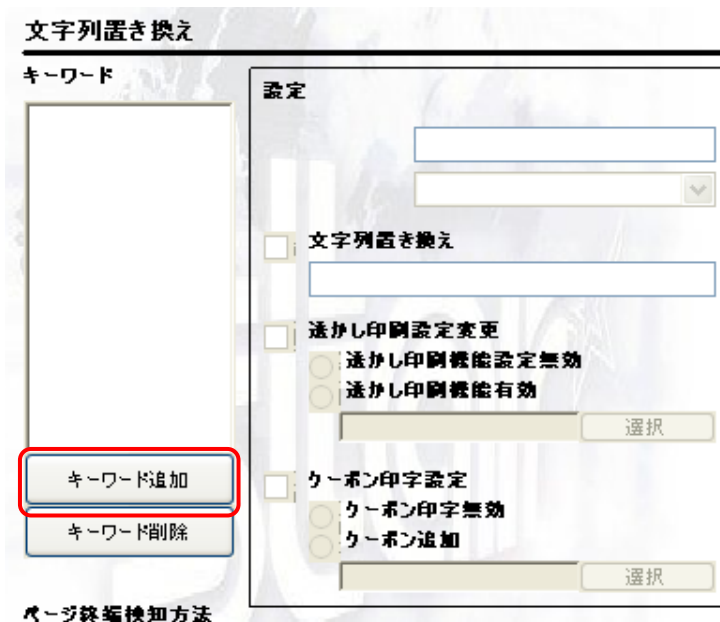 文字列置き換え
キーワード
設定
文字列置き換え
透かし印刷設定変更
透かし印刷機能設定無効
透かし印刷機能有効
選択
キーワード追加
クーポン印字設定
クーポン印字無効
キーワード削除
クーポン追加
選択
ページ終端検知方法